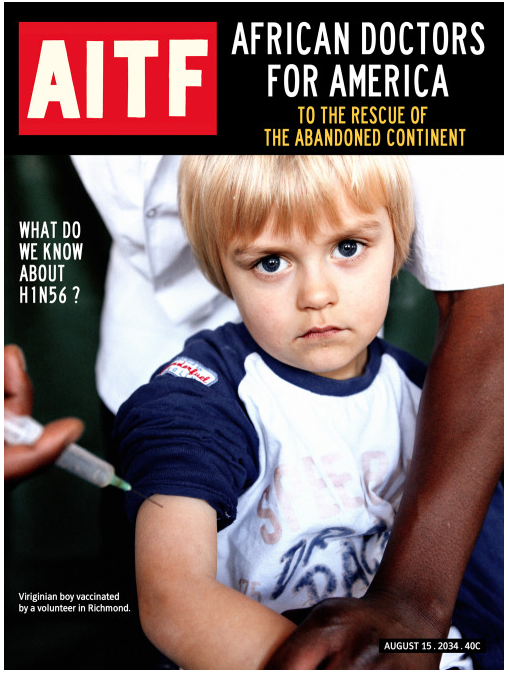 AITF
AFRICAN DOCTORS
FOR AMERICA
TO THE RESCUE OF
THE ABANDONED CONTINENT
WHAT DO
WE KNOW
ABOUT
H1N56 ?
Viriginian boy vaccinated
by a volunteer in Richmond.
AUGUST 15 . 2034 . 40C